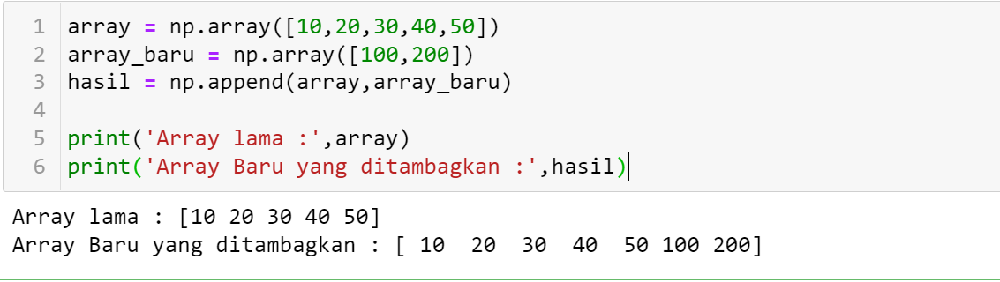 1 array = np.array([10,20,30,40,50])
2 array_baru = np.array([100,200])
3 hasil = np.append(array,array_baru)
4
5 print('Array lama :',array)
6 print('Array Baru yang ditambagkan :',hasil)
Array lama : [10 20 30 40 50]
Array Baru yang ditambagkan : [ 10  20  30  40  50 100 200]